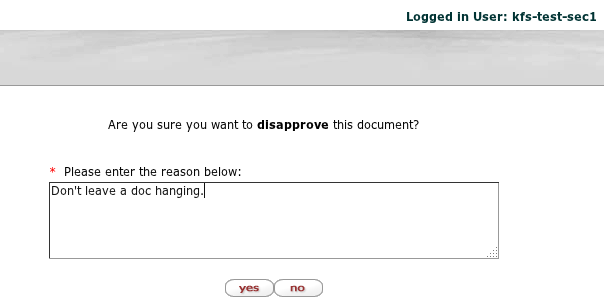 Logged in User: kfs-test-sec1
Are you sure you want to disapprove this document?
* Please enter the reason below:
Don't leave a doc hanging.
yes no